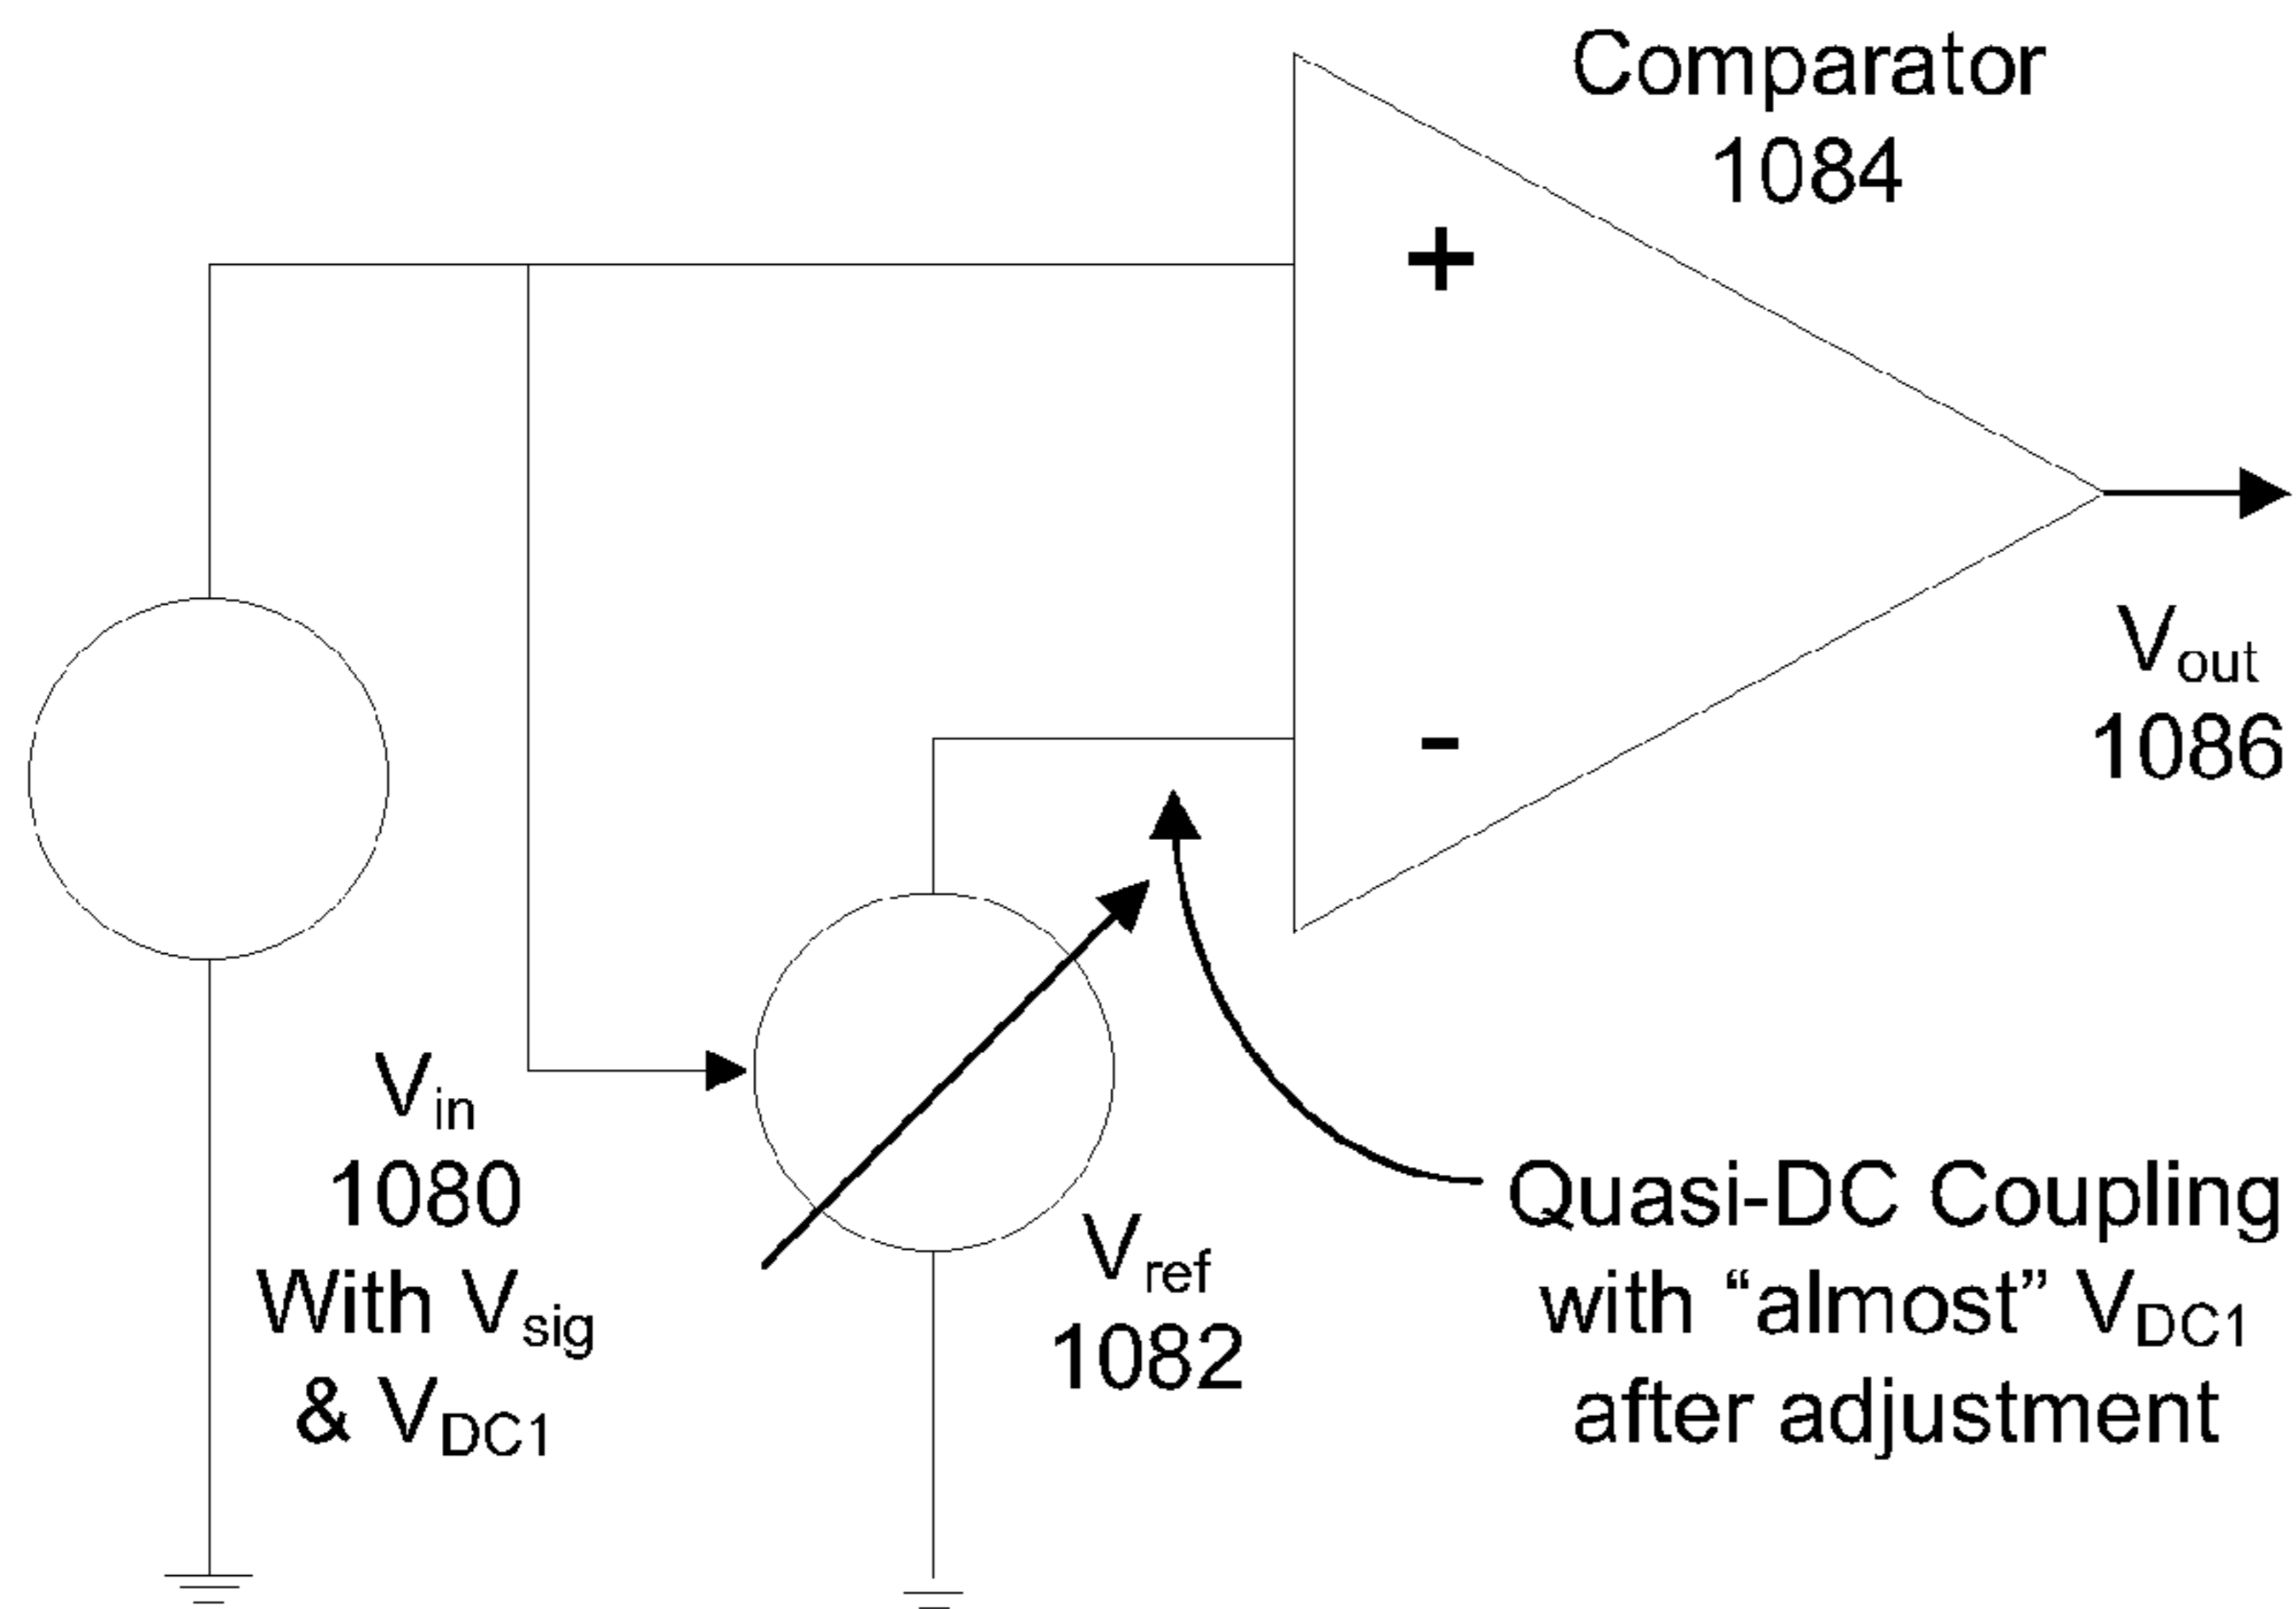 Comparator
1084
+
-
Vout
1086
Vin
1080
With Vsig
& VDC1
Vref
1082
Quasi-DC Coupling
with “almost” VDC1
after adjustment